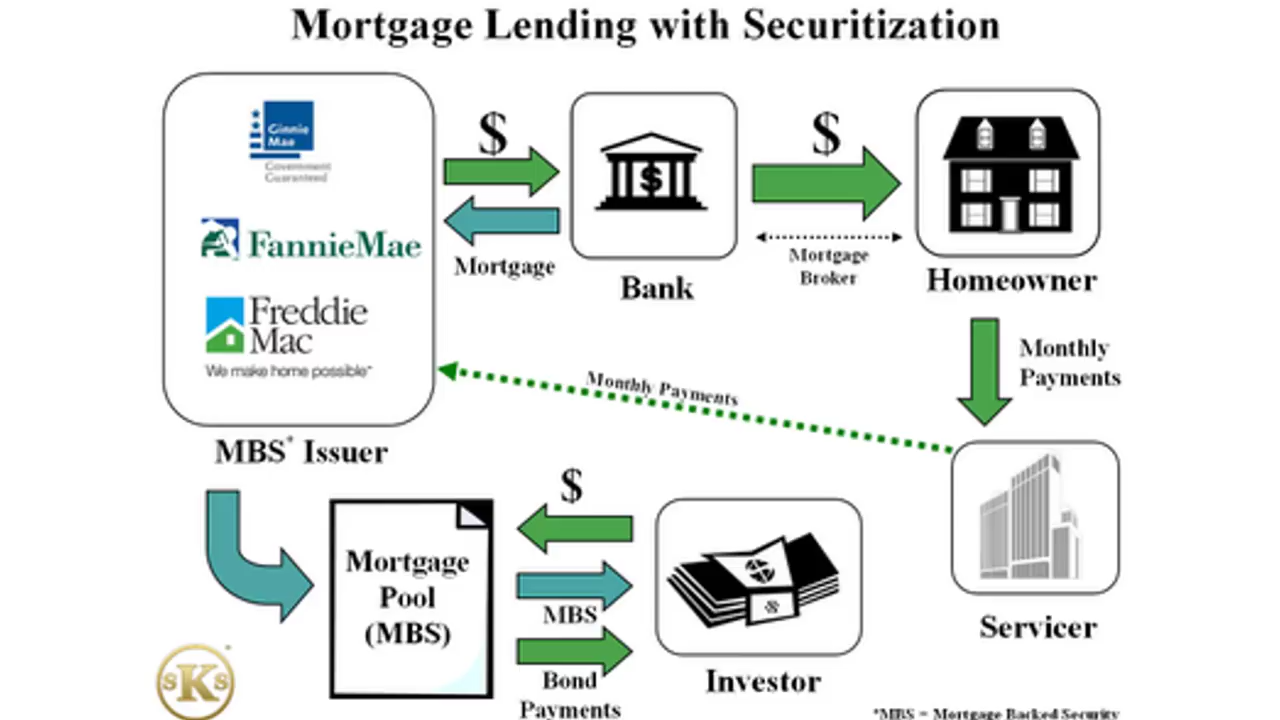 Mortgage Lending with Securitization
Ginnie
Mae
Government
Guaranteed
FannieMae
Freddie
Mac
We make home possible*
MBS* Issuer
$
Mortgage
$
Bank
$
Mortgage
Broker
Homeowner
Monthly
Payments
Monthly Payments
Servicer
Mortgage
Pool
(MBS)
$
MBS
Bond
Payments
Investor
SKS
*MBS = Mortgage Backed Security